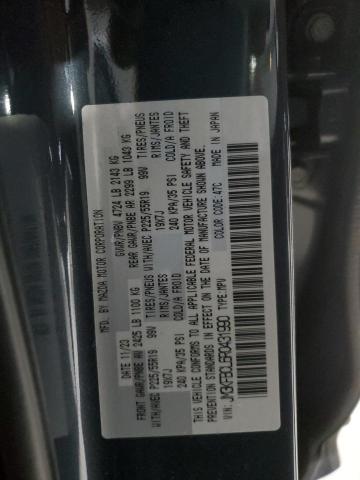 MFD. BY MAZDA MOTOR CORPORATION
DATE 11/23 GVWR/PNBV 4724 LB 2143 KG
FRONT GAWR/PNBE AV 2425 LB 1100 KG REAR GAWR/PNBE AR 2299 LB 1043 KG
WITH/AVEC P225/55R19 99V TIRES/PNEUS WITH/AVEC P225/55R19 99V TIRES/PNEUS
19X7J RIMS/JANTES 19X7J RIMS/JANTES
240 KPA/35 PSI COLD/A FROID 240 KPA/35 PSI COLD/A FROID
THIS VEHICLE CONFORMS TO ALL APPLICABLE FEDERAL MOTOR VEHICLE SAFETY AND THEFT
PREVENTION STANDARDS IN EFFECT ON THE DATE OF MANUFACTURE SHOWN ABOVE.
COLOR CODE:47C MADE IN JAPAN
VIN: TYPE:MPV